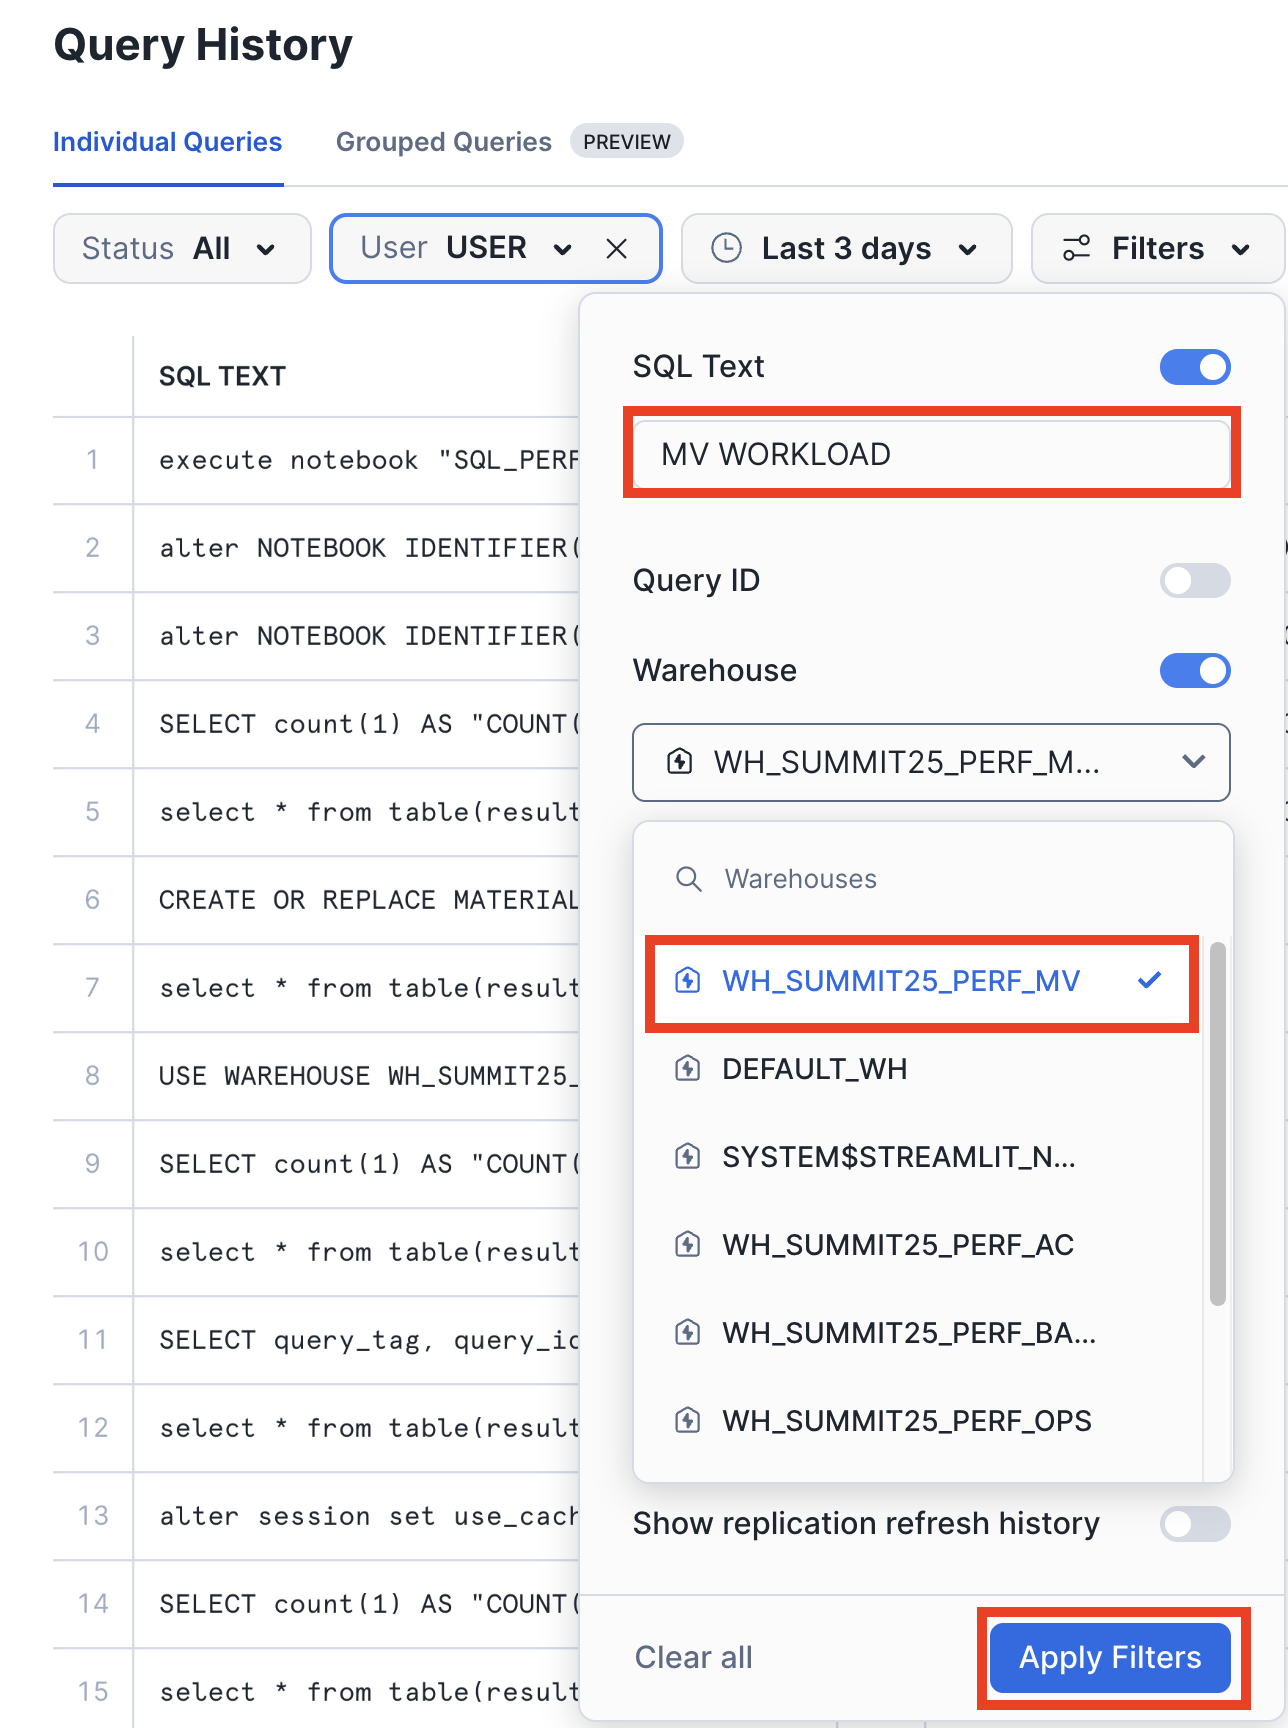 Query History
Individual Queries Grouped Queries PREVIEW
Status All User USER Last 3 days Filters
SQL TEXT
1 execute notebook "SQL_PERF
2 alter NOTEBOOK IDENTIFIER(
3 alter NOTEBOOK IDENTIFIER(
4 SELECT count(1) AS "COUNT(
5 select * from table(result
6 CREATE OR REPLACE MATERIAL
7 select * from table(result
8 USE WAREHOUSE WH_SUMMIT25_
9 SELECT count(1) AS "COUNT(
10 select * from table(result
11 SELECT query_tag, query_ic
12 select * from table(result
13 alter session set use_cach
14 SELECT count(1) AS "COUNT(
15 select * from table(result
SQL Text
MV WORKLOAD
Query ID
Warehouse
WH_SUMMIT25_PERF_M...
Warehouses
WH_SUMMIT25_PERF_MV
DEFAULT_WH
SYSTEM$STREAMLIT_N...
WH_SUMMIT25_PERF_AC
WH_SUMMIT25_PERF_BA...
WH_SUMMIT25_PERF_OPS
Show replication refresh history
Clear all Apply Filters